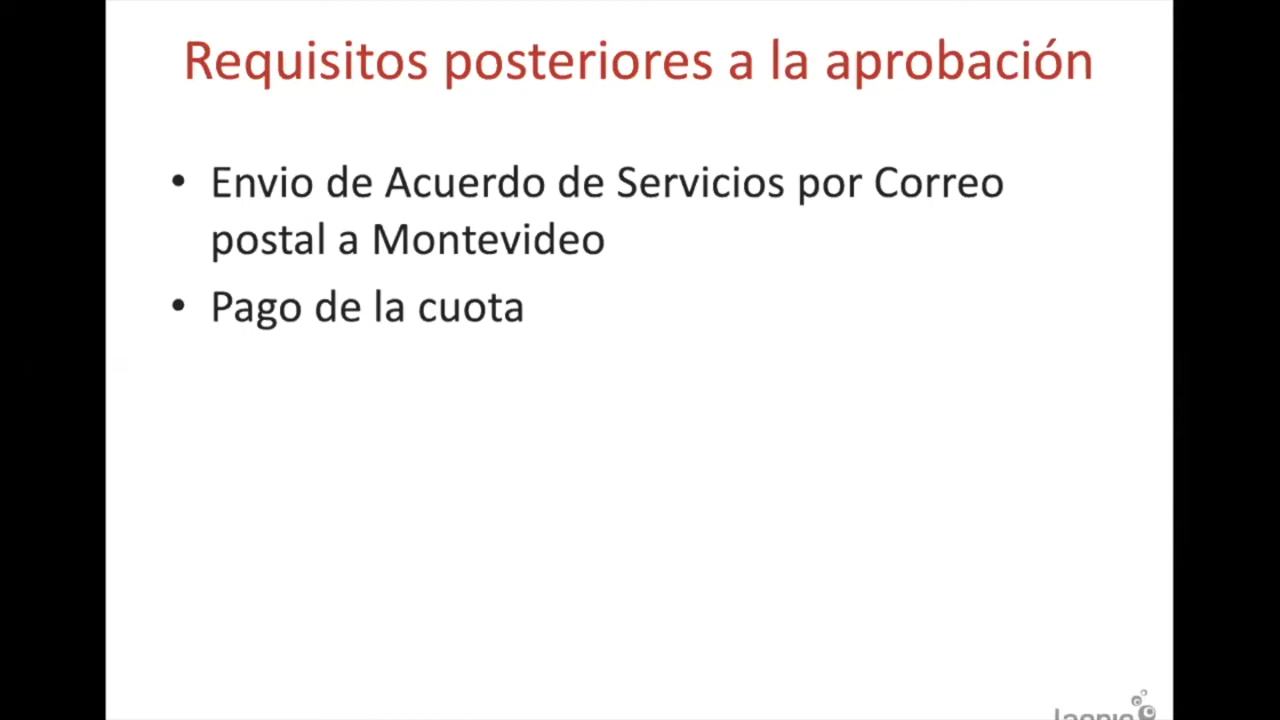 Requisitos posteriores a la aprobación
• Envio de Acuerdo de Servicios por Correo
postal a Montevideo
• Pago de la cuota